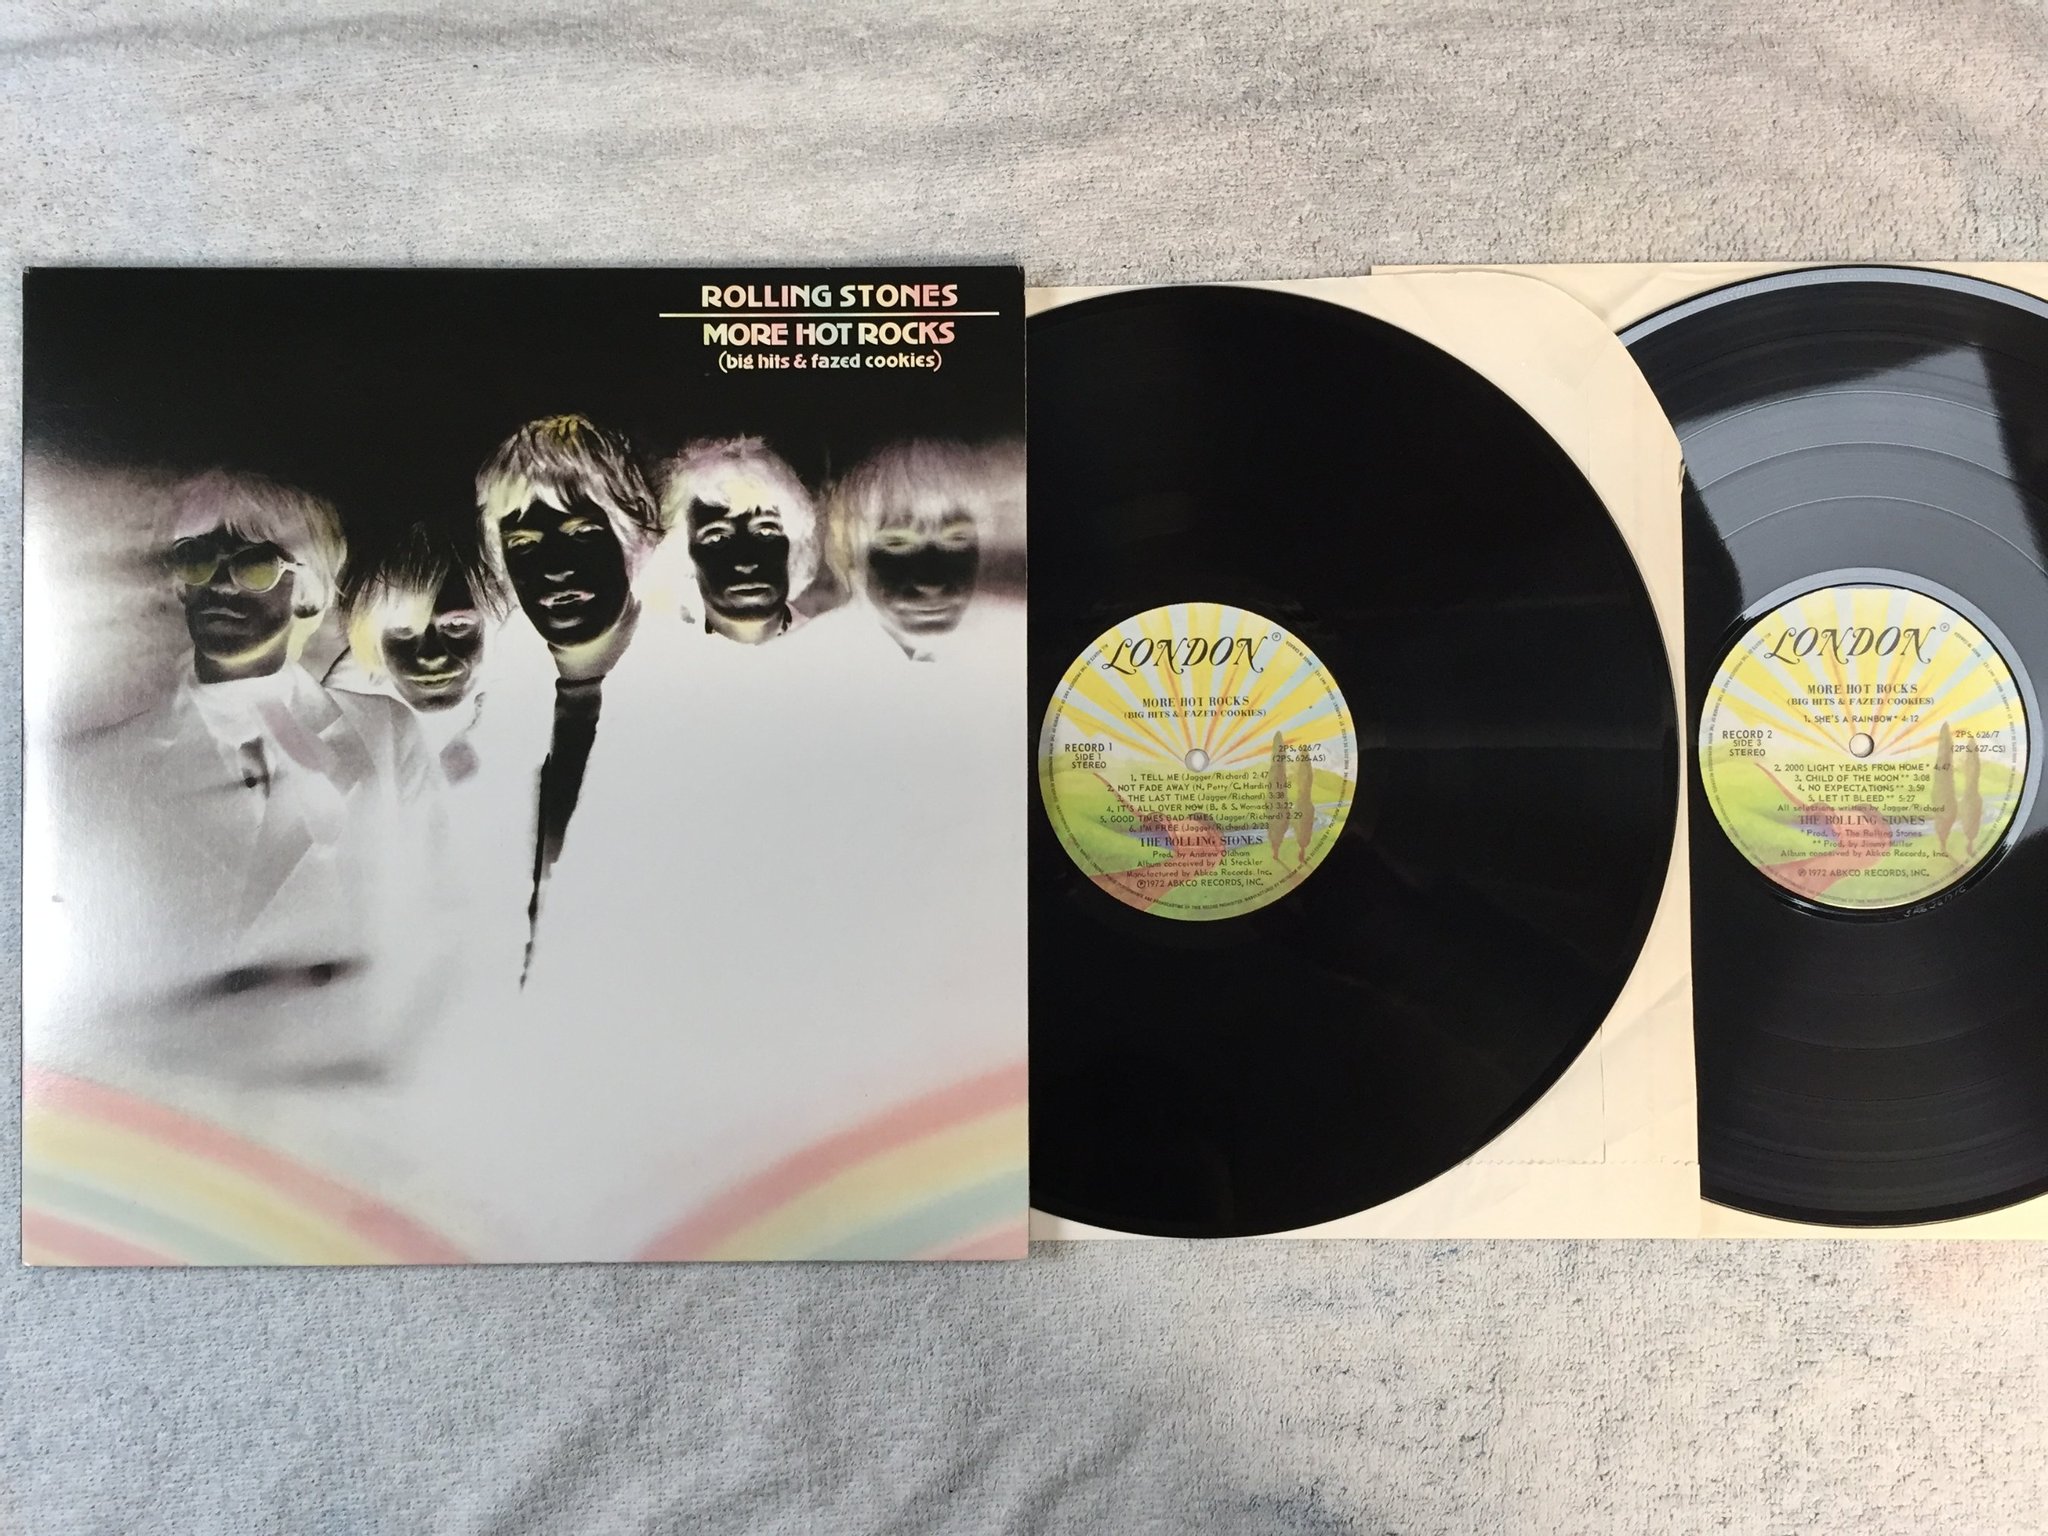 ROLLING STONES
MORE HOT ROCKS
(big hits & fazed cookies)
LONDON ®
MORE HOT ROCKS
(BIG HITS & FAZED COOKIES)
RECORD 1
SIDE 1
STEREO
2PS. 626/7
(2PS. 626-AS)
1. TELL ME (Jagger/Richard) 2:47
2. NOT FADE AWAY (N. Petty/C. Hardin) 1:48
3. THE LAST TIME (Jagger/Richard) 3:38
4. IT'S ALL OVER NOW (B. & S. Womack) 3:22
5. GOOD TIMES BAD TIMES (Jagger/Richard) 2:29
6. I'M FREE (Jagger/Richard) 2:23
THE ROLLING STONES
Prod. by Andrew Oldham
Album conceived by Al Steckler
Manufactured by Abkco Records, Inc.
Ⓟ1972 ABKCO RECORDS, INC.
LONDON ®
MORE HOT ROCKS
(BIG HITS & FAZED COOKIES)
1. SHE'S A RAINBOW* 4:12
RECORD 2
SIDE 3
STEREO
2PS. 626/7
(2PS. 627-CS)
2. 2000 LIGHT YEARS FROM HOME* 4:47
3. CHILD OF THE MOON** 3:08
4. NO EXPECTATIONS** 3:59
5. LET IT BLEED** 5:27
All selections written by Jagger/Richard
THE ROLLING STONES
* Prod. by The Rolling Stones
** Prod. by Jimmy Miller
Album conceived by Abkco Records, Inc.
Ⓟ1972 ABKCO RECORDS, INC.